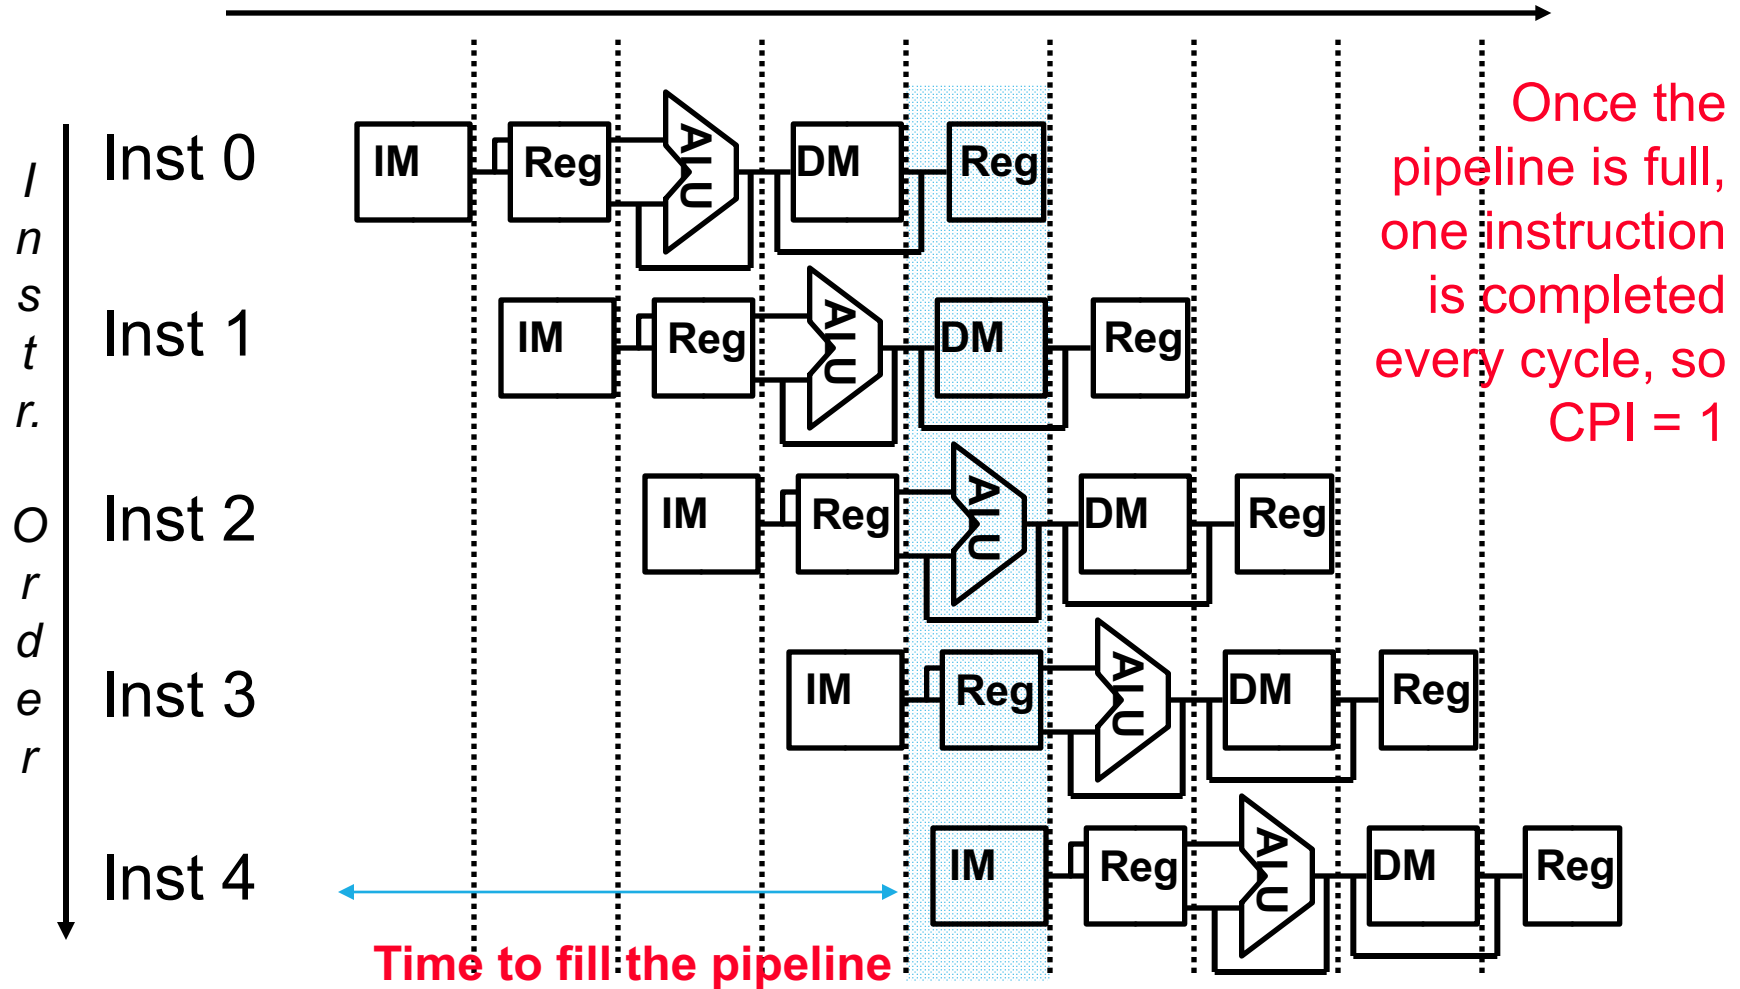 Once the
pipeline is full,
one instruction
is completed
every cycle, so
CPI = 1
Instr. Order
Inst 0
IM Reg ALU DM Reg
Inst 1
IM Reg ALU DM Reg
Inst 2
IM Reg ALU DM Reg
Inst 3
IM Reg ALU DM Reg
Inst 4
IM Reg ALU DM Reg
Time to fill the pipeline